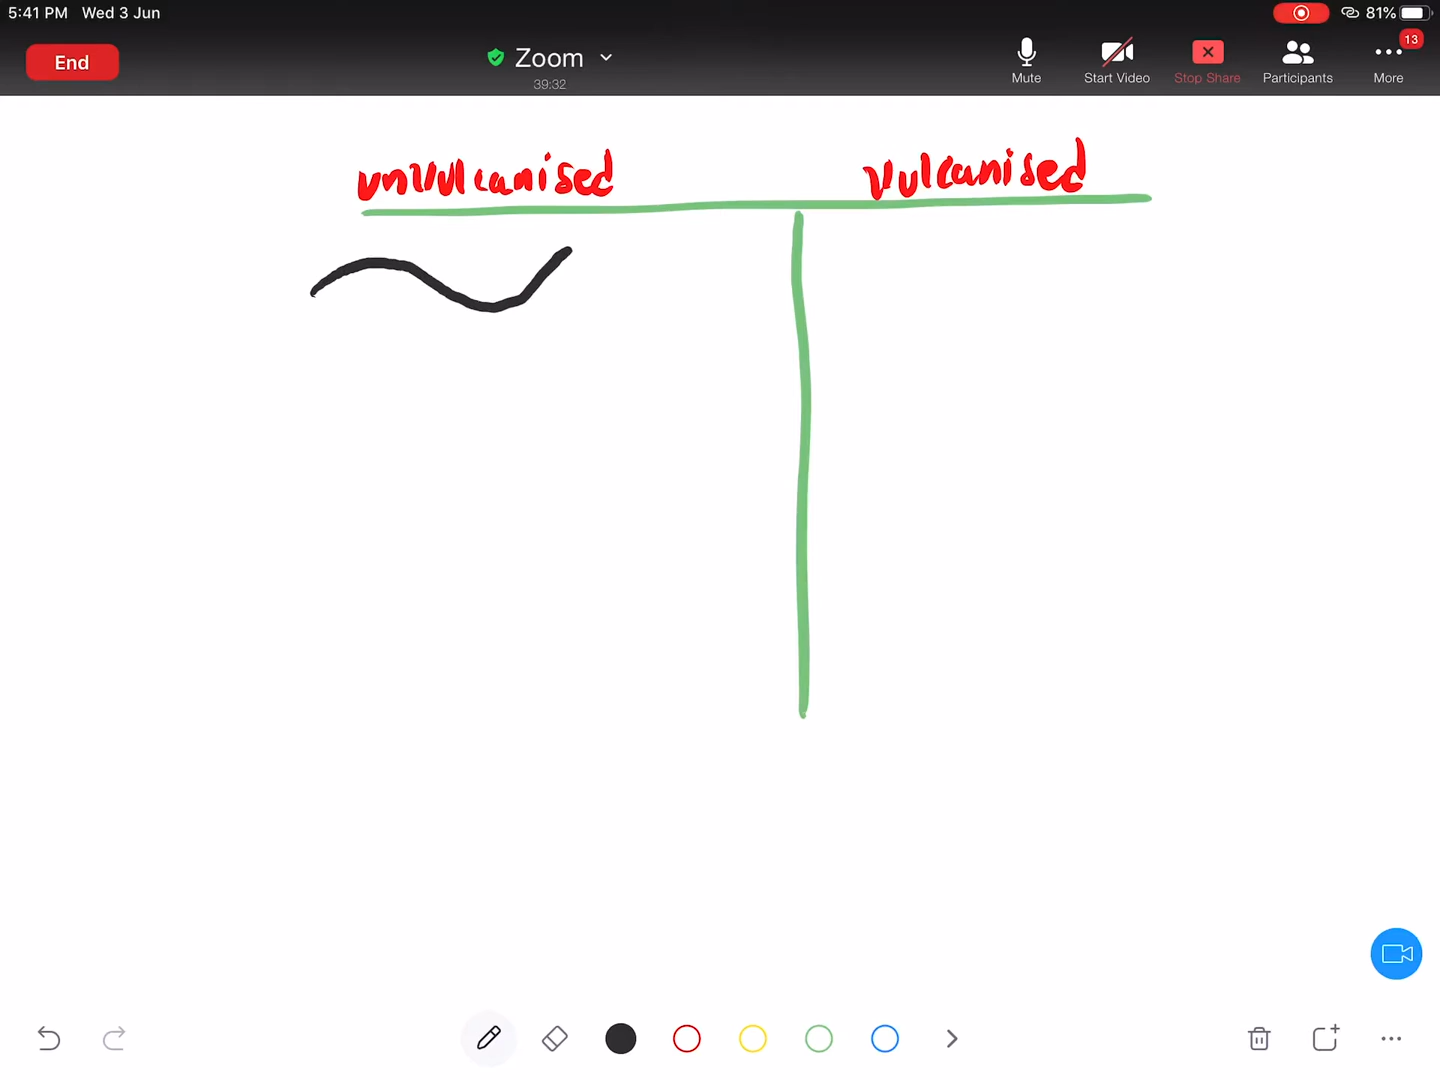 5:41 PM Wed 3 Jun 81%
End Zoom 39:32 Mute Start Video Stop Share Participants More 13
unvulcanised vulcanised